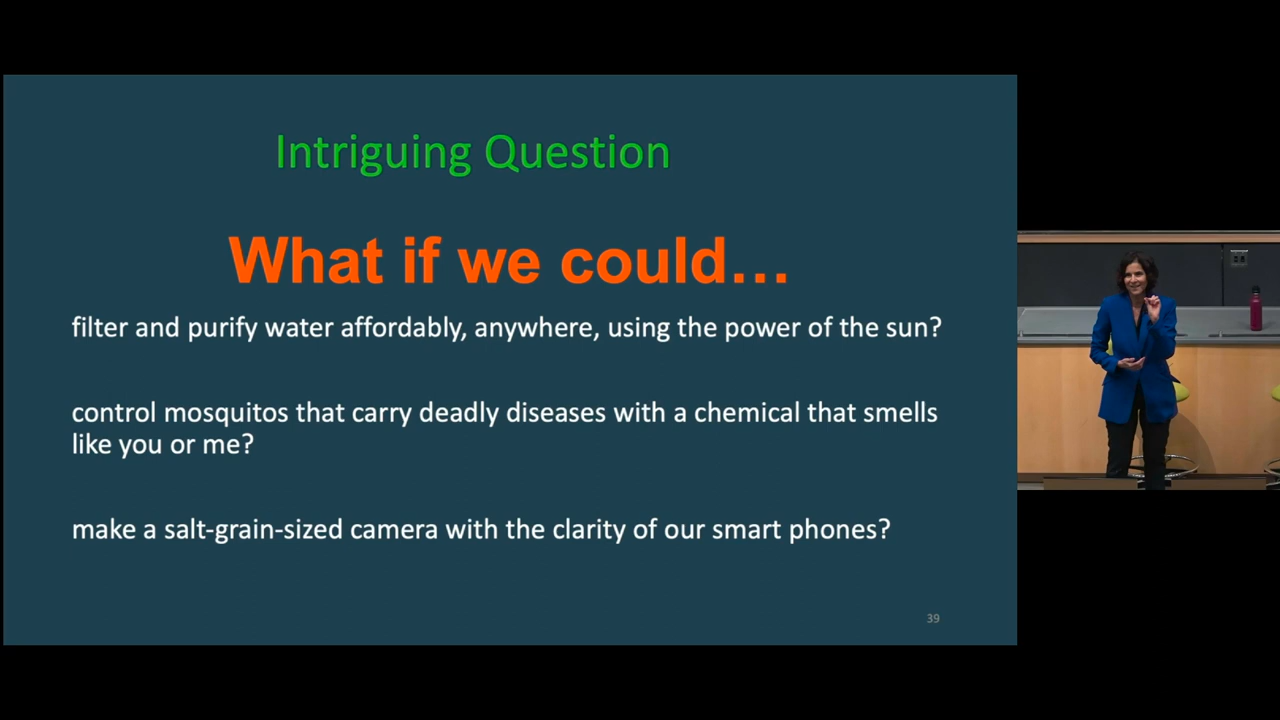 Intriguing Question
What if we could…
filter and purify water affordably, anywhere, using the power of the sun?
control mosquitos that carry deadly diseases with a chemical that smells
like you or me?
make a salt-grain-sized camera with the clarity of our smart phones?
39